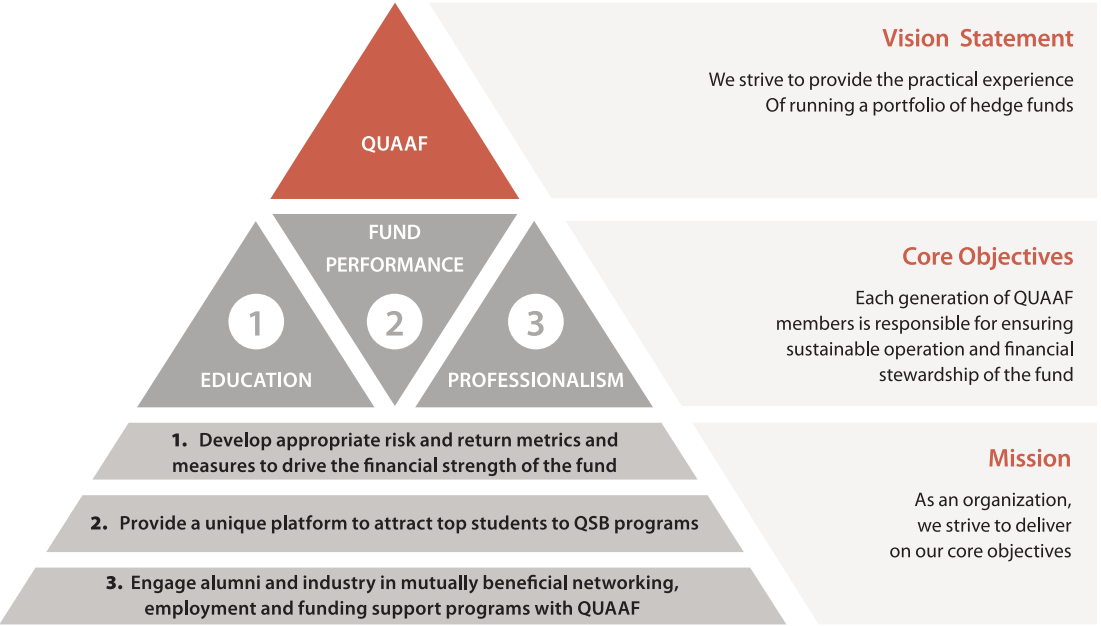 QUAAF
Vision Statement
We strive to provide the practical experience
Of running a portfolio of hedge funds
FUND
PERFORMANCE
1
2
3
EDUCATION
PROFESSIONALISM
Core Objectives
Each generation of QUAAF
members is responsible for ensuring
sustainable operation and financial
stewardship of the fund
1. Develop appropriate risk and return metrics and
measures to drive the financial strength of the fund
2. Provide a unique platform to attract top students to QSB programs
3. Engage alumni and industry in mutually beneficial networking,
employment and funding support programs with QUAAF
Mission
As an organization,
we strive to deliver
on our core objectives